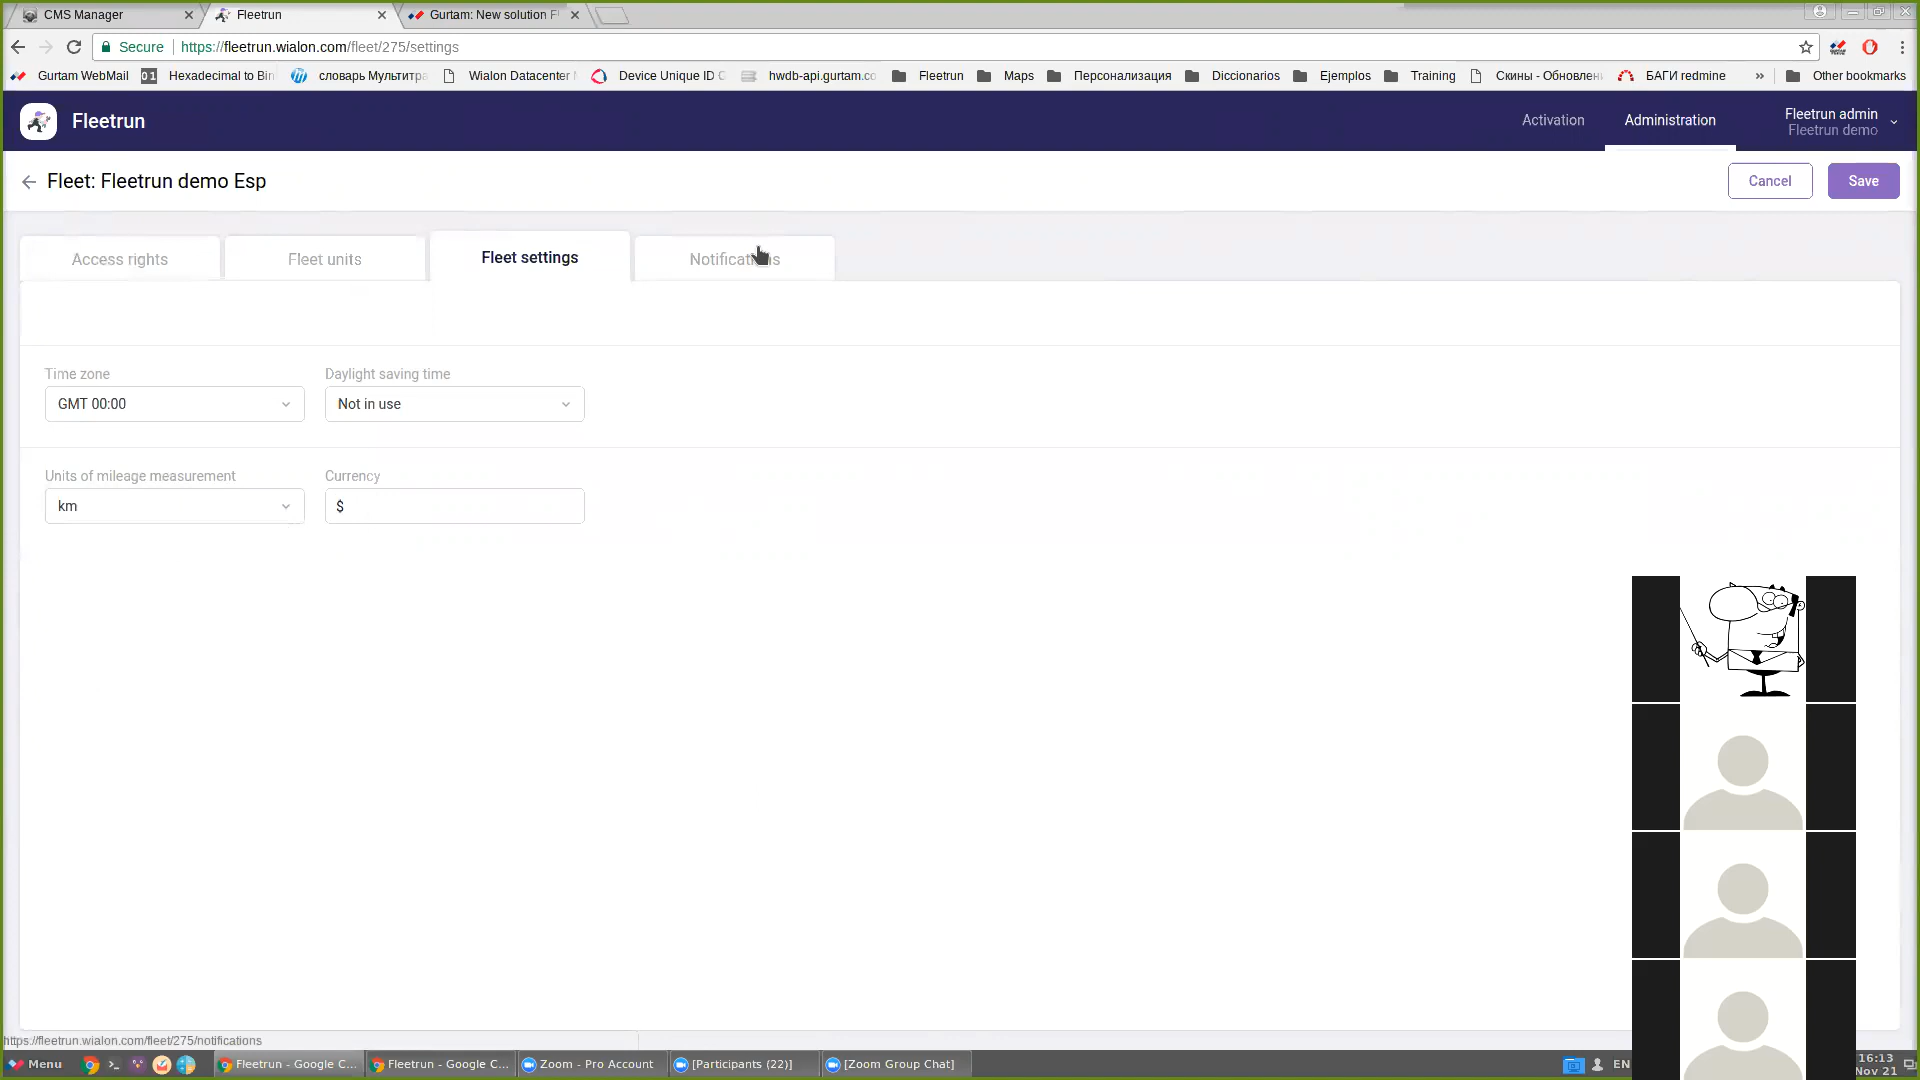 CMS Manager
Fleetrun
Gurtam: New solution F
Secure
https://fleetrun.wialon.com/fleet/275/settings
Gurtam WebMail
01
Hexadecimal to Bin
словарь Мультитра
Wialon Datacenter
Device Unique ID
hwdb-api.gurtam.co
Fleetrun
Maps
Персонализация
Diccionarios
Ejemplos
Training
Скины - Обновлен
БАГИ redmine
»
Other bookmarks
Fleetrun
Activation
Administration
Fleetrun admin
Fleetrun demo
Fleet: Fleetrun demo Esp
Cancel
Save
Access rights
Fleet units
Fleet settings
Time zone
Daylight saving time
GMT 00:00
Not in use
Units of mileage measurement
Currency
km
$
https://fleetrun.wialon.com/fleet/275/notifications
Menu
Fleetrun - Google C...
Fleetrun - Google C...
Zoom - Pro Account
[Participants (22)]
[Zoom Group Chat]
EN
16:13
Nov 21